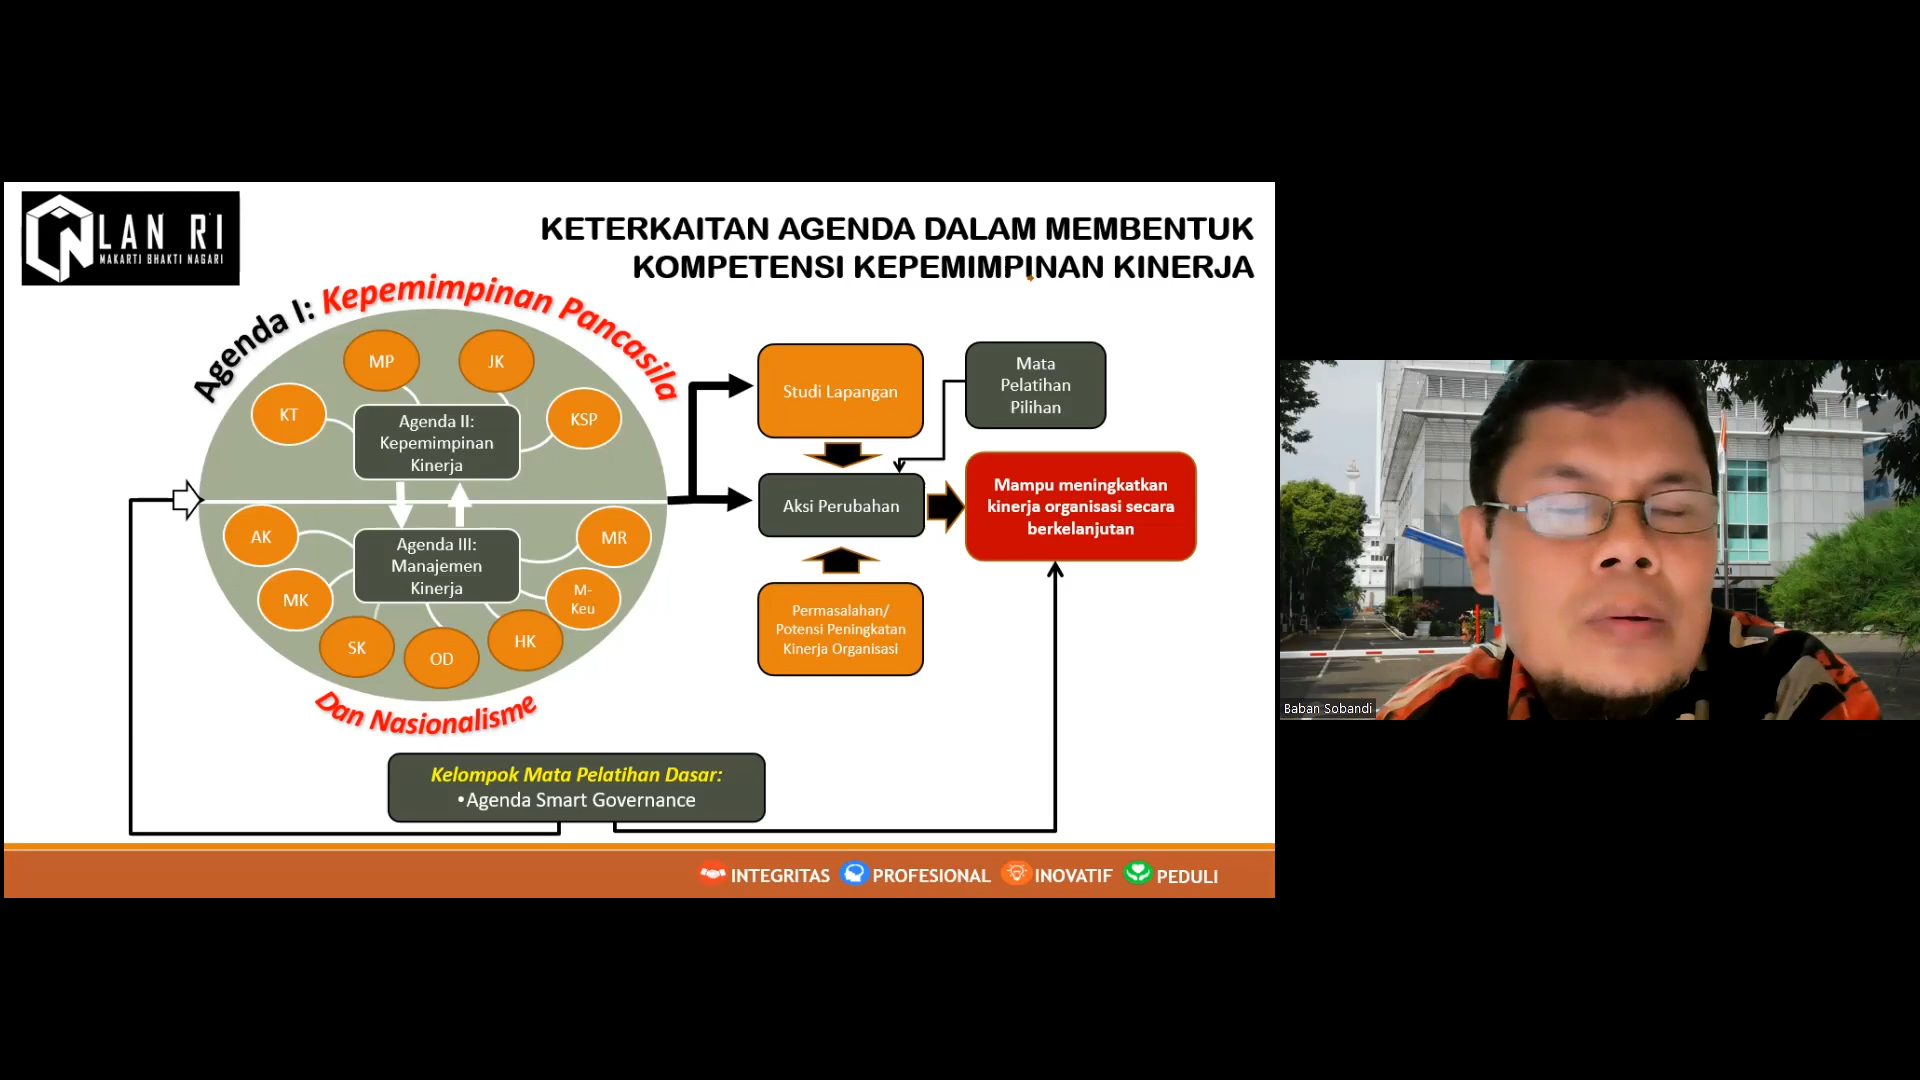 LAN RI
MAKARTI BHAKTI NAGARI
KETERKAITAN AGENDA DALAM MEMBENTUK
KOMPETENSI KEPEMIMPINAN KINERJA
Agenda I: Kepemimpinan Pancasila
MP
JK
KT
KSP
Agenda II:
Kepemimpinan
Kinerja
AK
MR
Agenda III:
Manajemen
Kinerja
MK
M-
Keu
SK
OD
HK
Dan Nasionalisme
Studi Lapangan
Mata
Pelatihan
Pilihan
Aksi Perubahan
Mampu meningkatkan
kinerja organisasi secara
berkelanjutan
Permasalahan/
Potensi Peningkatan
Kinerja Organisasi
Kelompok Mata Pelatihan Dasar:
•Agenda Smart Governance
INTEGRITAS PROFESIONAL INOVATIF PEDULI
Baban Sobandi